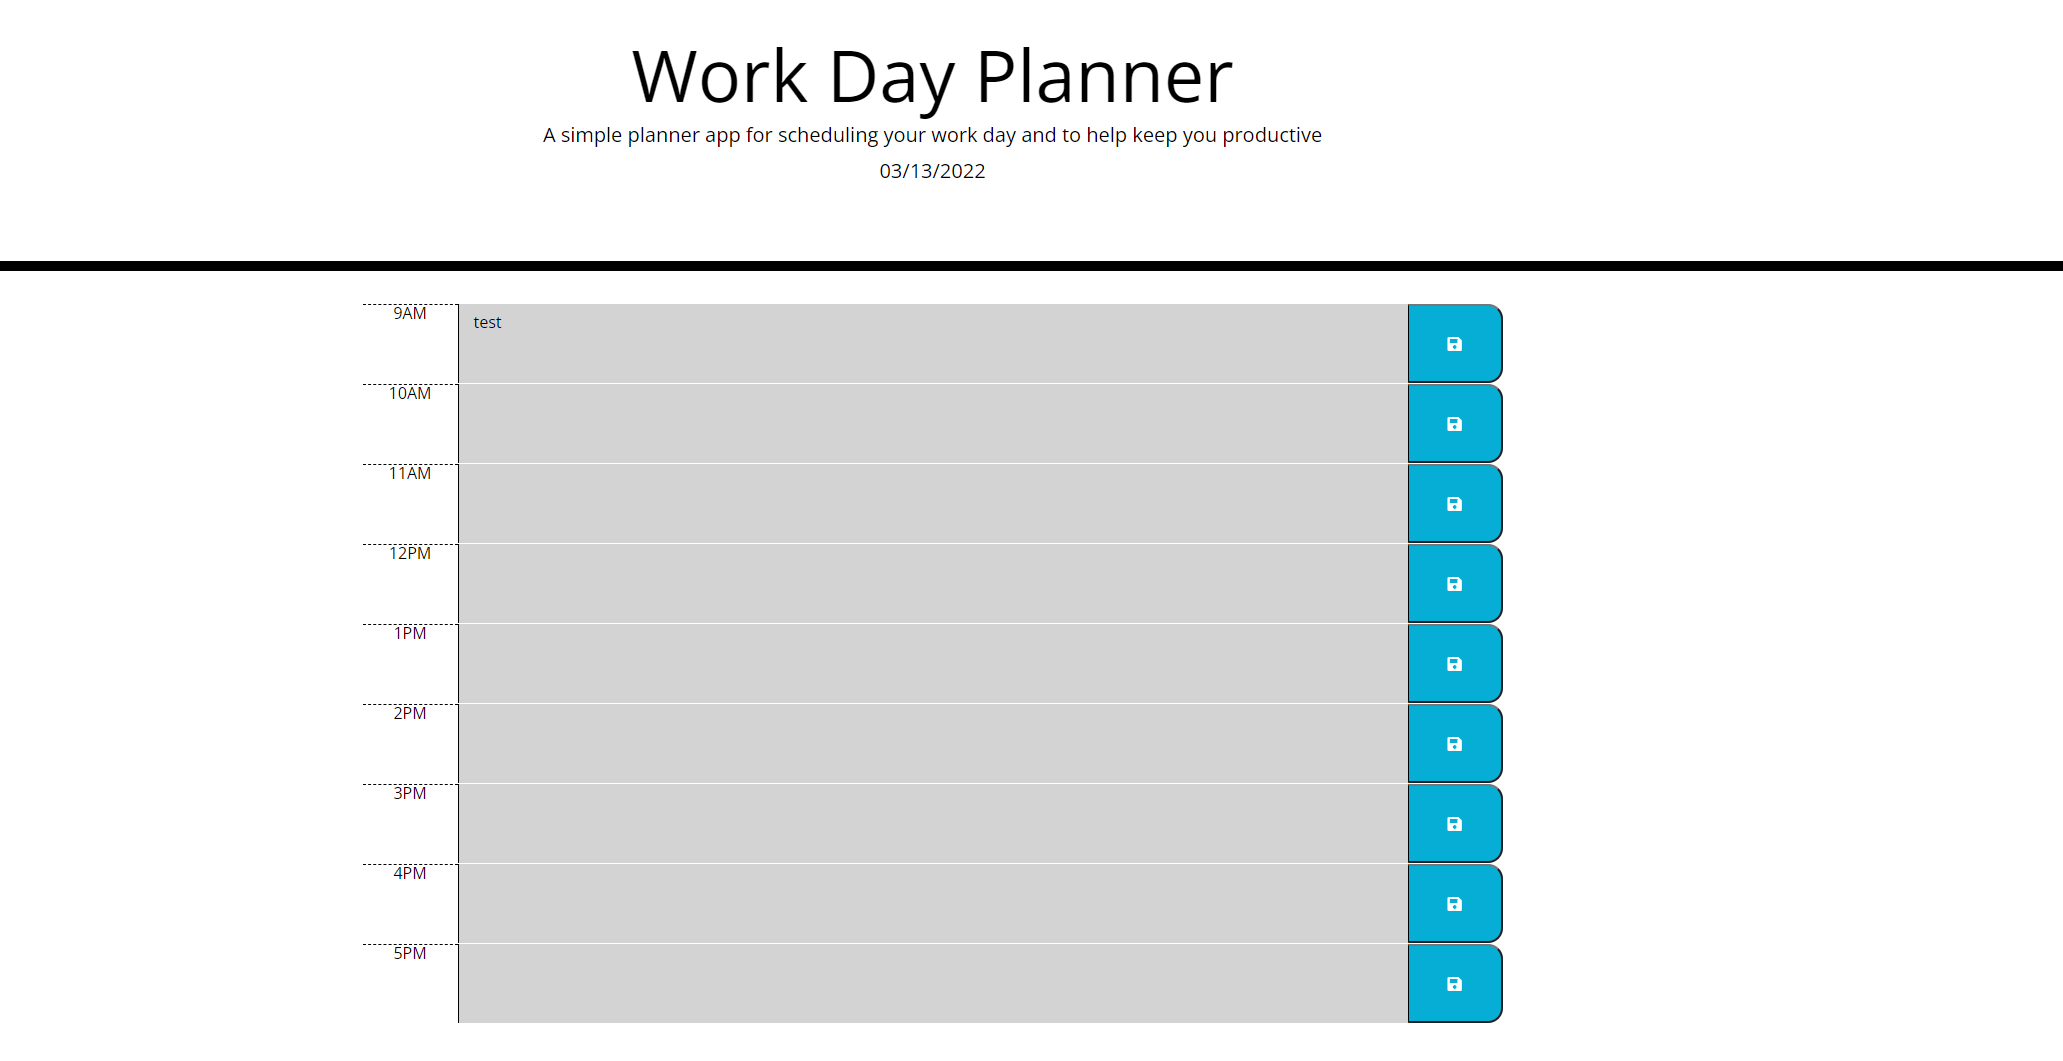 Work Day Planner
A simple planner app for scheduling your work day and to help keep you productive
03/13/2022
9AM
test
10AM
11AM
12PM
1PM
2PM
3PM
4PM
5PM